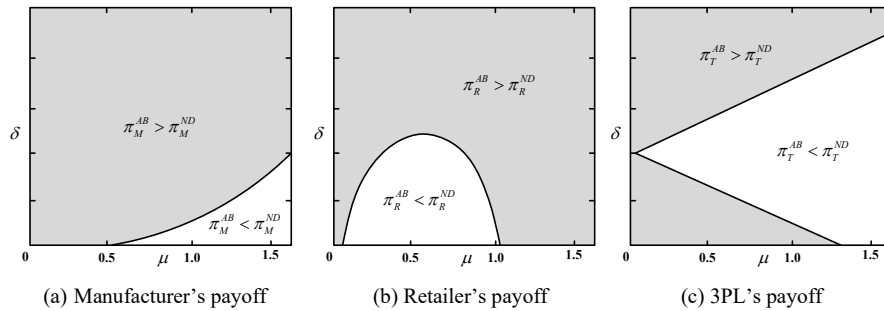 π_M^{AB} > π_M^{ND}
π_M^{AB} < π_M^{ND}
δ
0 0.5 μ 1.0 1.5
(a) Manufacturer's payoff
π_R^{AB} > π_R^{ND}
π_R^{AB} < π_R^{ND}
δ
0 0.5 μ 1.0 1.5
(b) Retailer's payoff
π_T^{AB} > π_T^{ND}
π_T^{AB} < π_T^{ND}
δ
0 0.5 μ 1.0 1.5
(c) 3PL's payoff